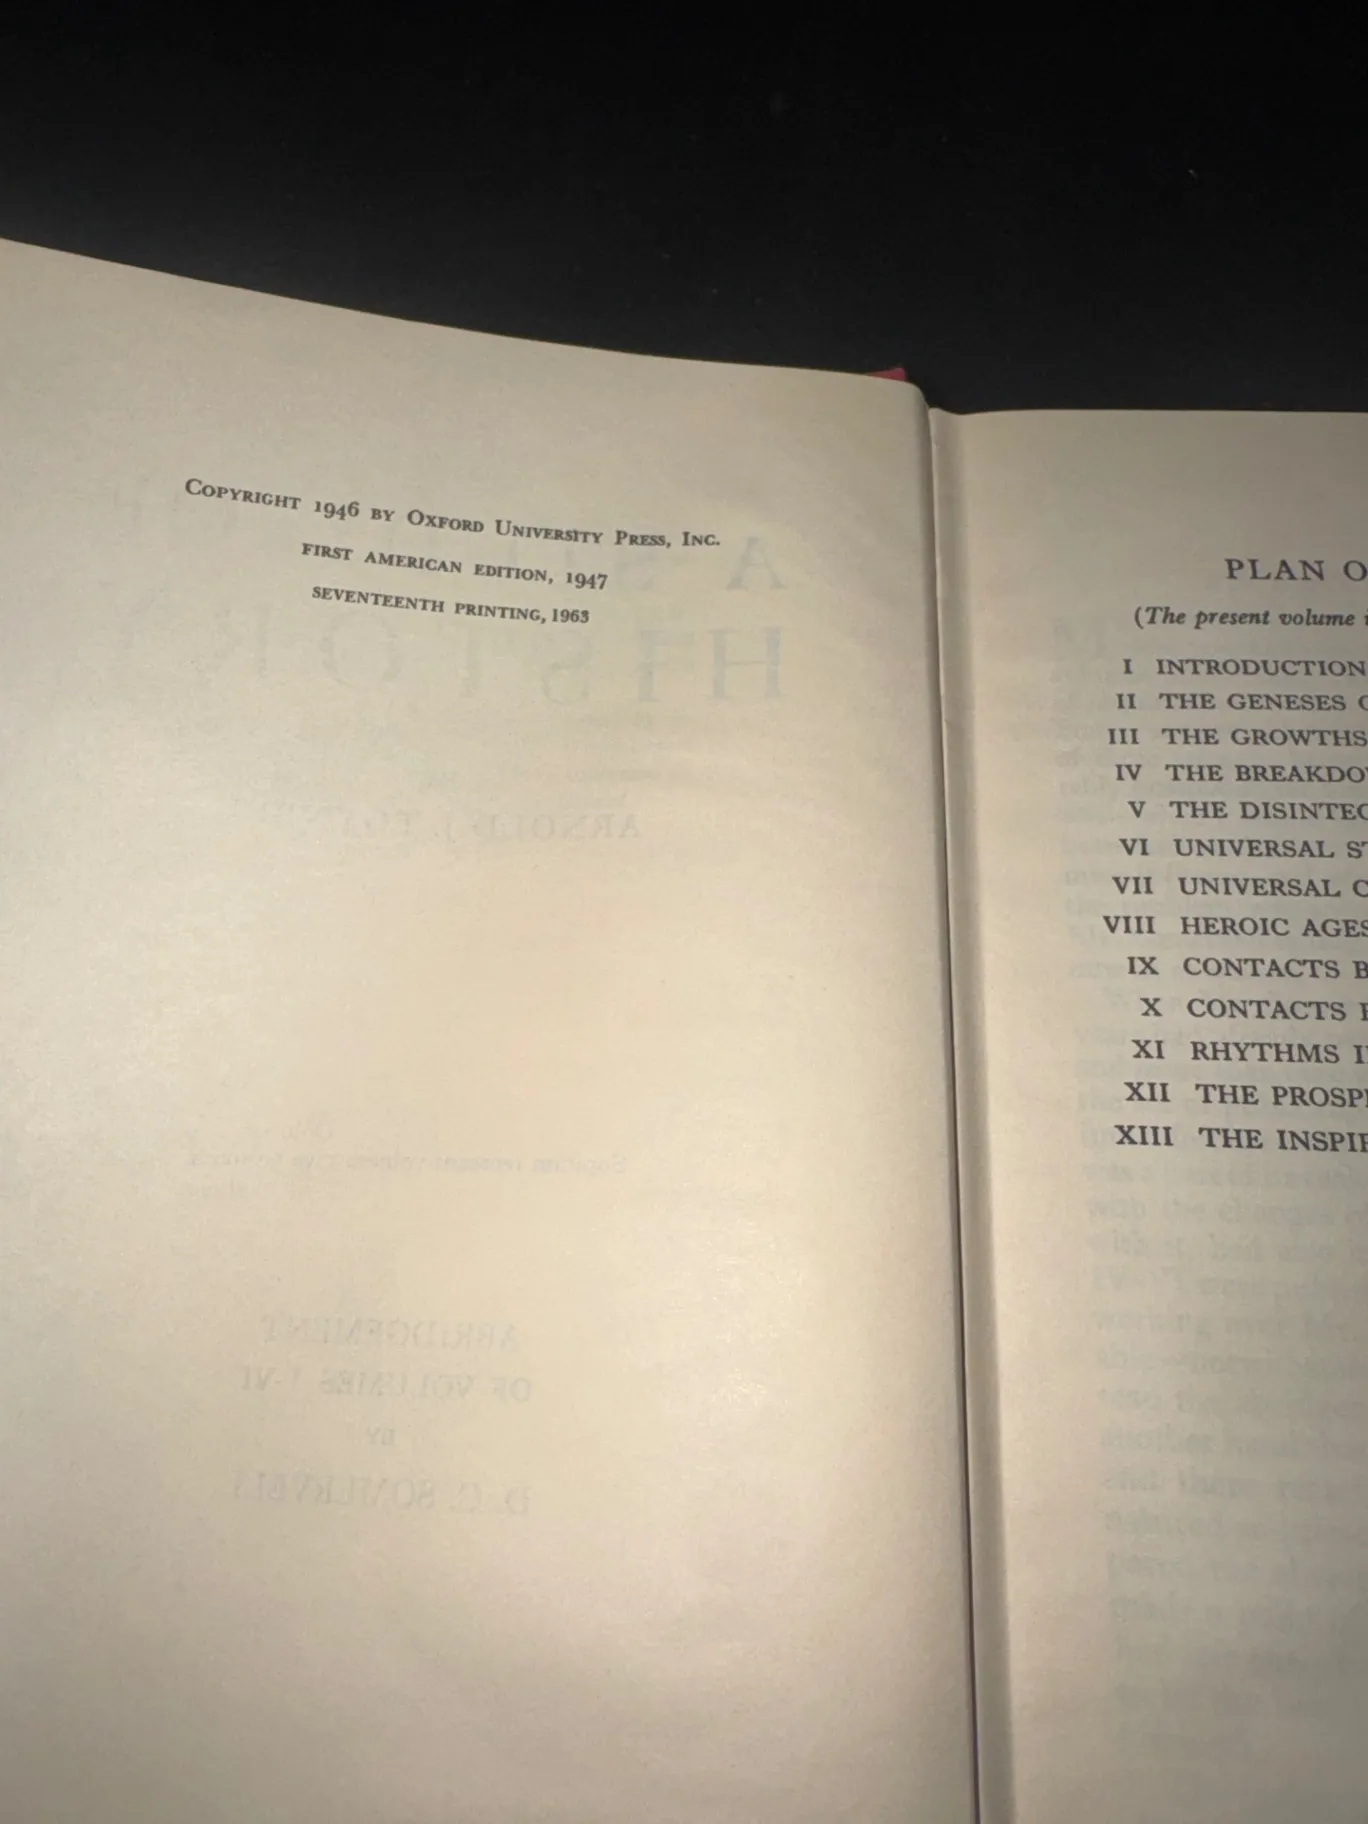 COPYRIGHT 1946 BY OXFORD UNIVERSITY PRESS, INC.
FIRST AMERICAN EDITION, 1947
SEVENTEENTH PRINTING, 1963
PLAN O
(The present volume
I INTRODUCTION
II THE GENESES
III THE GROWTHS
IV THE BREAKDO
V THE DISINTEG
VI UNIVERSAL ST
VII UNIVERSAL C
VIII HEROIC AGES
IX CONTACTS B
X CONTACTS
XI RHYTHMS I
XII THE PROSP
XIII THE INSPI